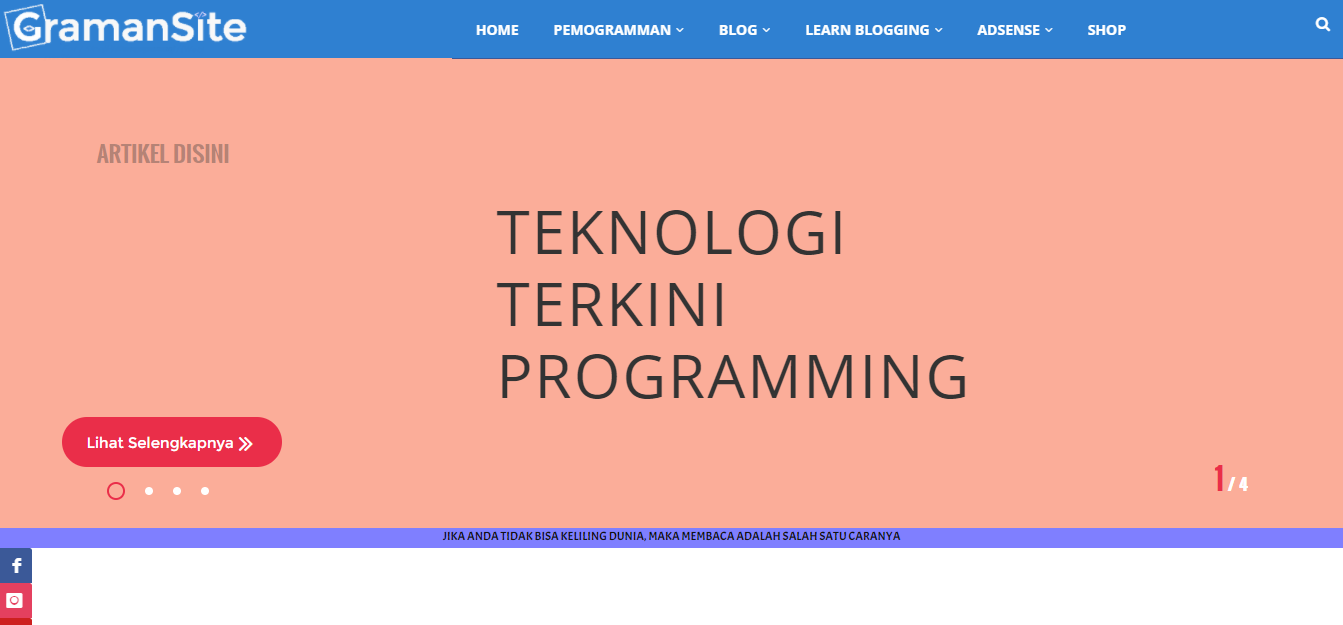 GramanSite
HOME PEMOGRAMMAN BLOG LEARN BLOGGING ADSENSE SHOP
ARTIKEL DISINI
TEKNOLOGI
TERKINI
PROGRAMMING
Lihat Selengkapnya
1 / 4
JIKA ANDA TIDAK BISA KELILING DUNIA, MAKA MEMBACA ADALAH SALAH SATU CARANYA